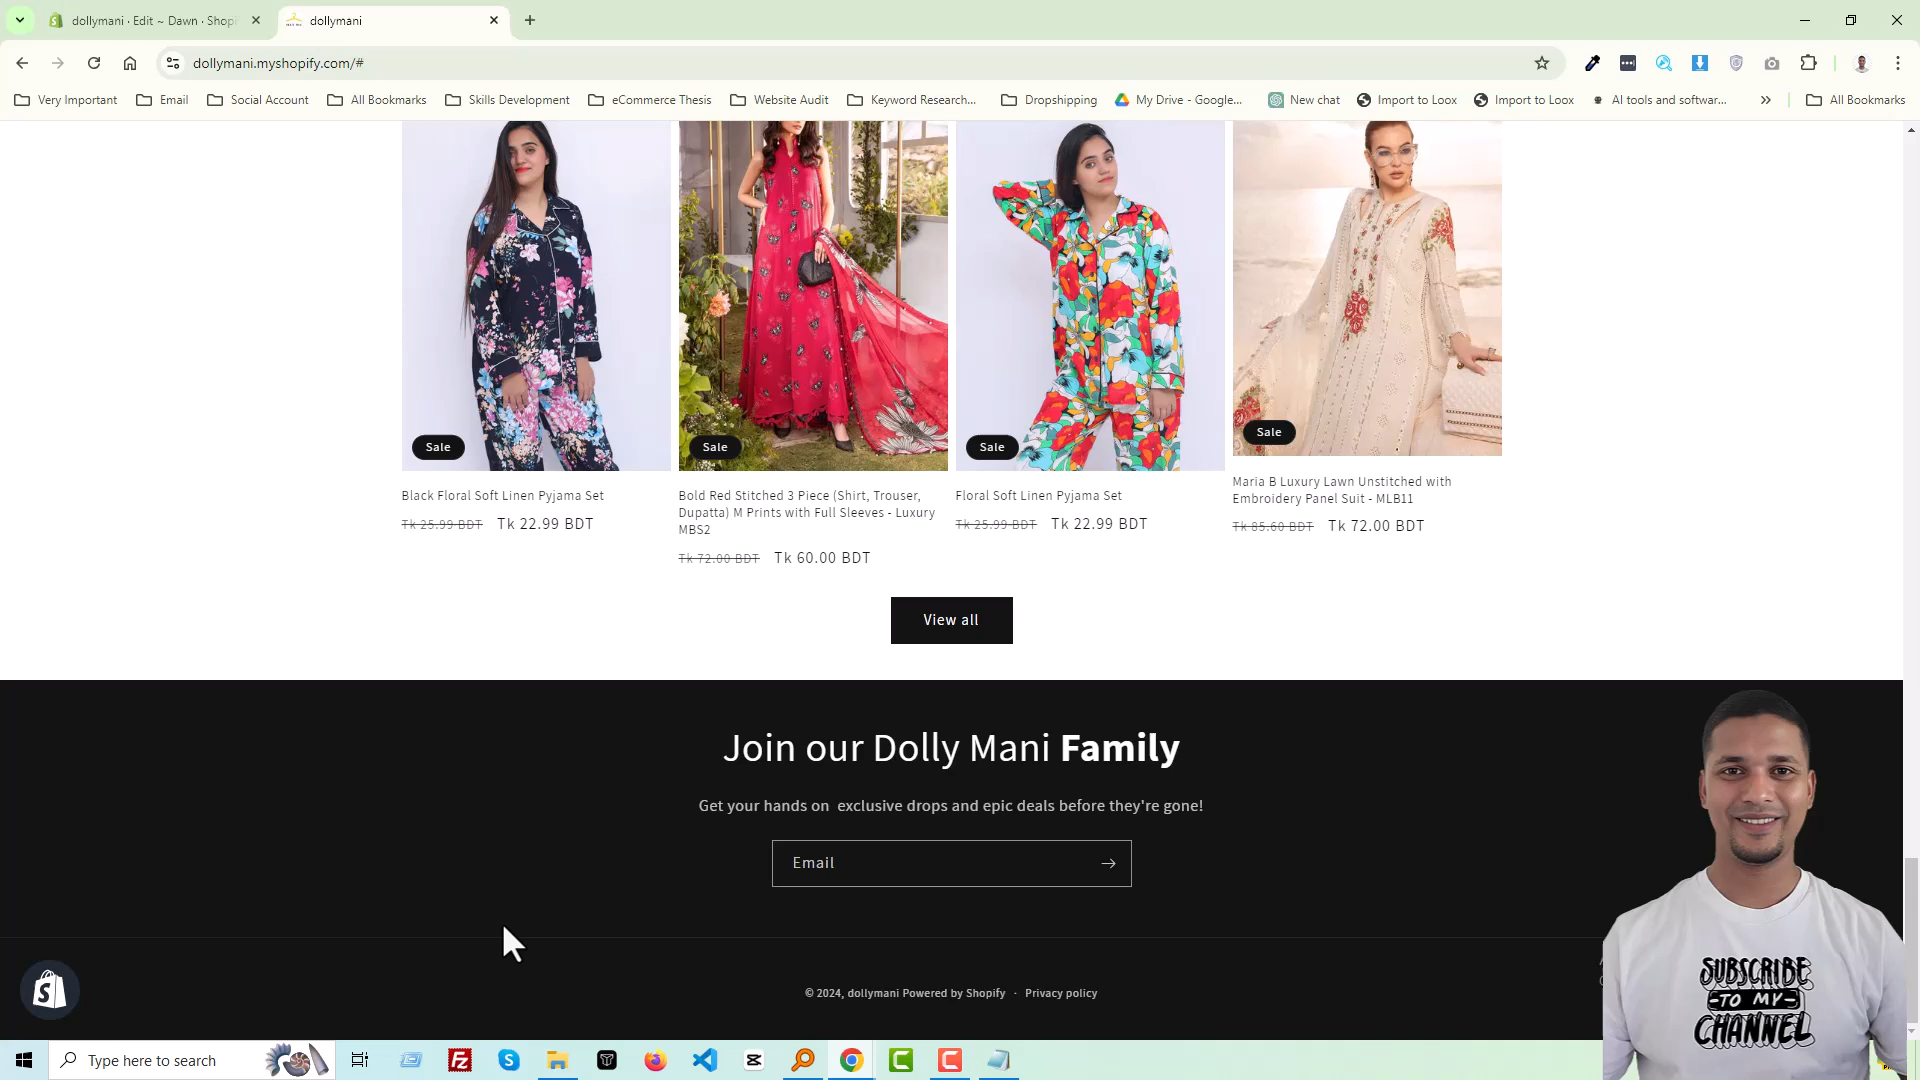 dollymani · Edit ~ Dawn · Shopi
dollymani
dollymani.myshopify.com/#
Very Important
Email
Social Account
All Bookmarks
Skills Development
eCommerce Thesis
Website Audit
Keyword Research...
Dropshipping
My Drive - Google...
New chat
Import to Loox
Import to Loox
AI tools and softwar...
All Bookmarks
Sale
Sale
Sale
Sale
Black Floral Soft Linen Pyjama Set
Tk 25.99 BDT Tk 22.99 BDT
Bold Red Stitched 3 Piece (Shirt, Trouser,
Dupatta) M Prints with Full Sleeves - Luxury
MBS2
Tk 72.00 BDT Tk 60.00 BDT
Floral Soft Linen Pyjama Set
Tk 25.99 BDT Tk 22.99 BDT
Maria B Luxury Lawn Unstitched with
Embroidery Panel Suit - MLB11
Tk 85.60 BDT Tk 72.00 BDT
View all
Join our Dolly Mani Family
Get your hands on exclusive drops and epic deals before they're gone!
Email
© 2024, dollymani Powered by Shopify · Privacy policy
SUBSCRIBE
-TO MY-
CHANNEL
Type here to search